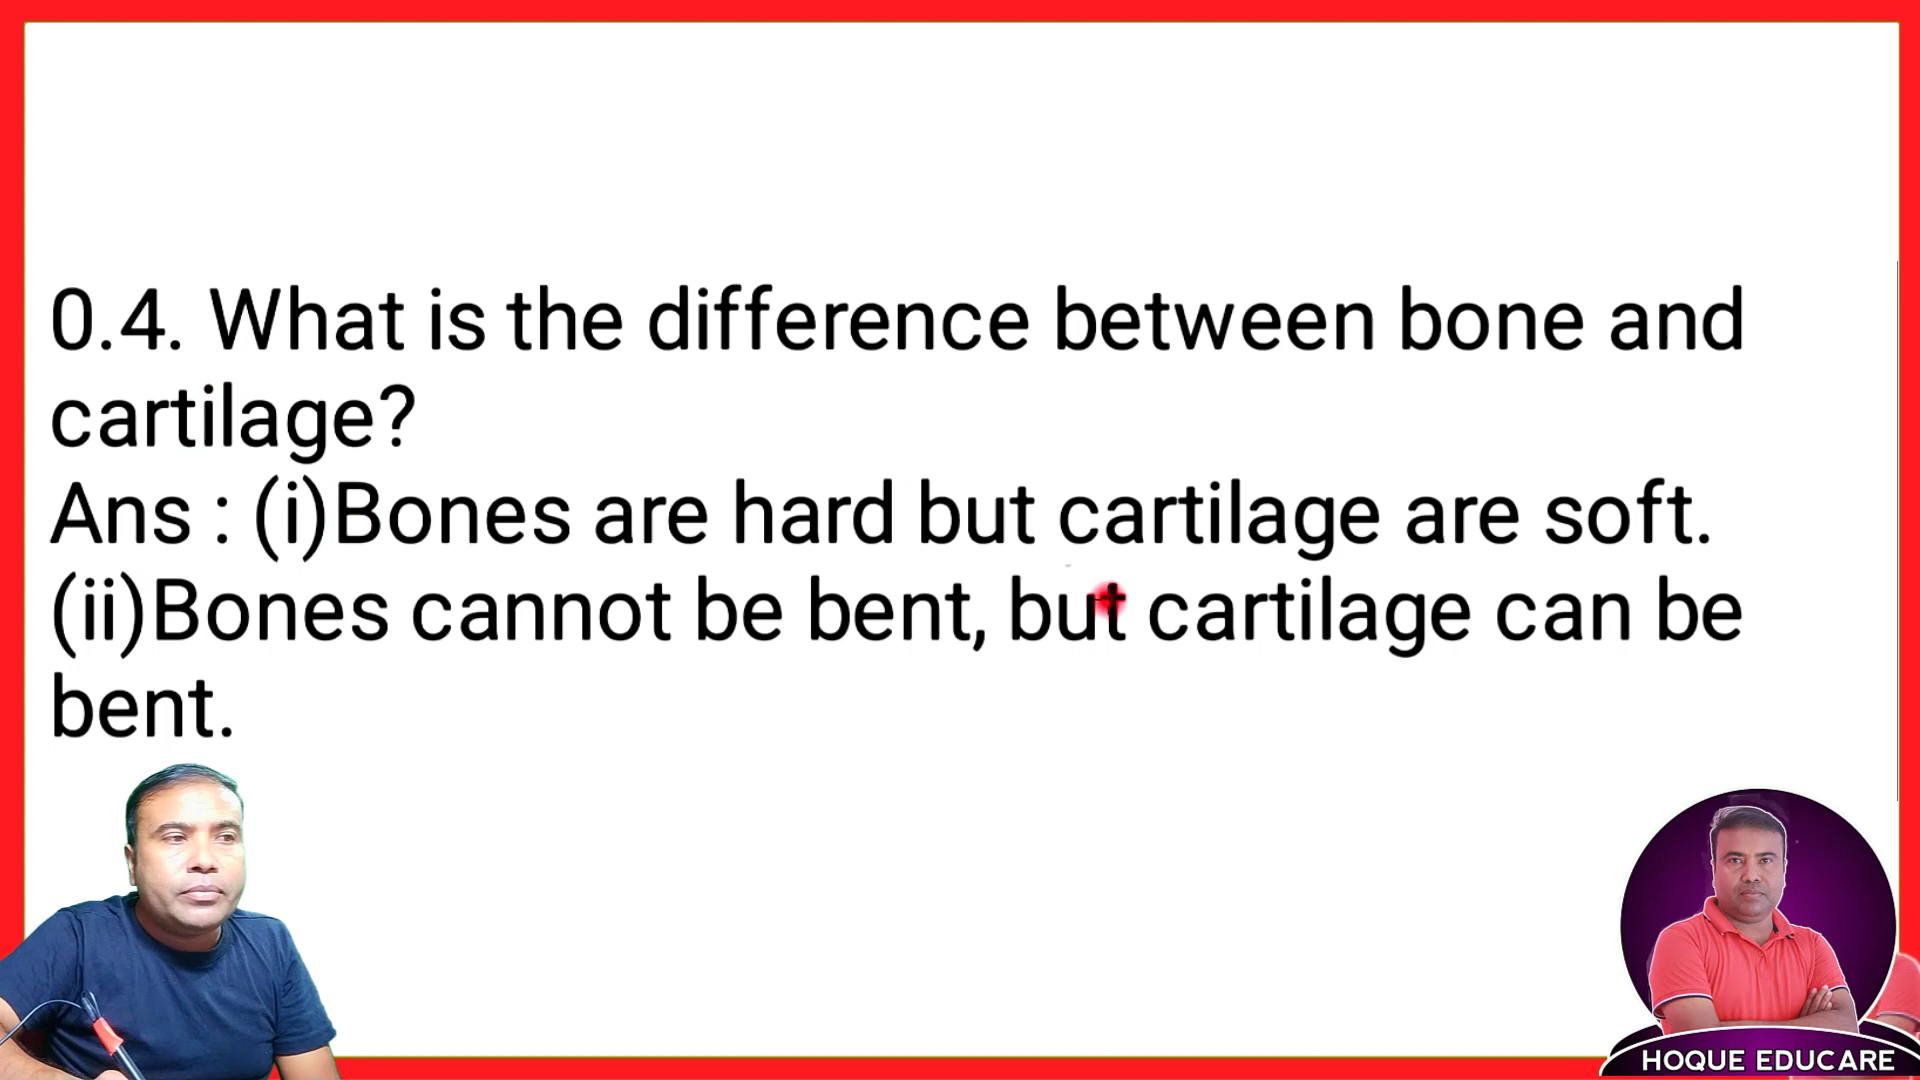 0.4. What is the difference between bone and
cartilage?
Ans : (i)Bones are hard but cartilage are soft.
(ii)Bones cannot be bent, but cartilage can be
bent.
HOQUE EDUCARE